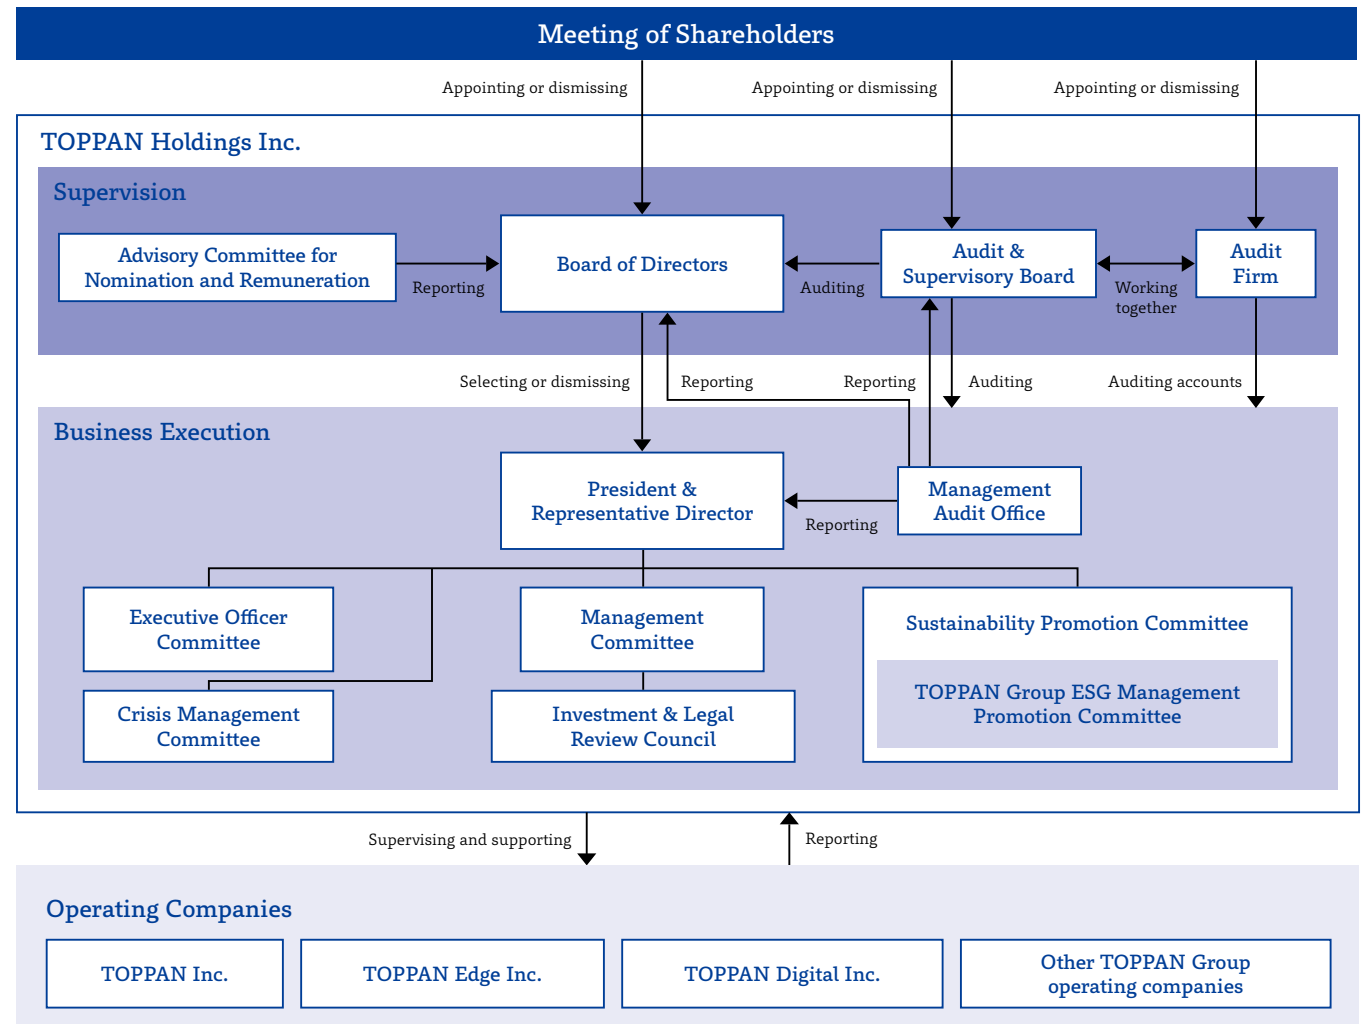 Meeting of Shareholders
Appointing or dismissing
Appointing or dismissing
Appointing or dismissing
TOPPAN Holdings Inc.
Supervision
Advisory Committee for
Nomination and Remuneration
Reporting
Board of Directors
Auditing
Audit &
Supervisory Board
Working
together
Audit
Firm
Selecting or dismissing
Reporting
Reporting
Auditing
Auditing accounts
Business Execution
President &
Representative Director
Reporting
Management
Audit Office
Executive Officer
Committee
Management
Committee
Sustainability Promotion Committee
Crisis Management
Committee
Investment & Legal
Review Council
TOPPAN Group ESG Management
Promotion Committee
Supervising and supporting
Reporting
Operating Companies
TOPPAN Inc.
TOPPAN Edge Inc.
TOPPAN Digital Inc.
Other TOPPAN Group
operating companies